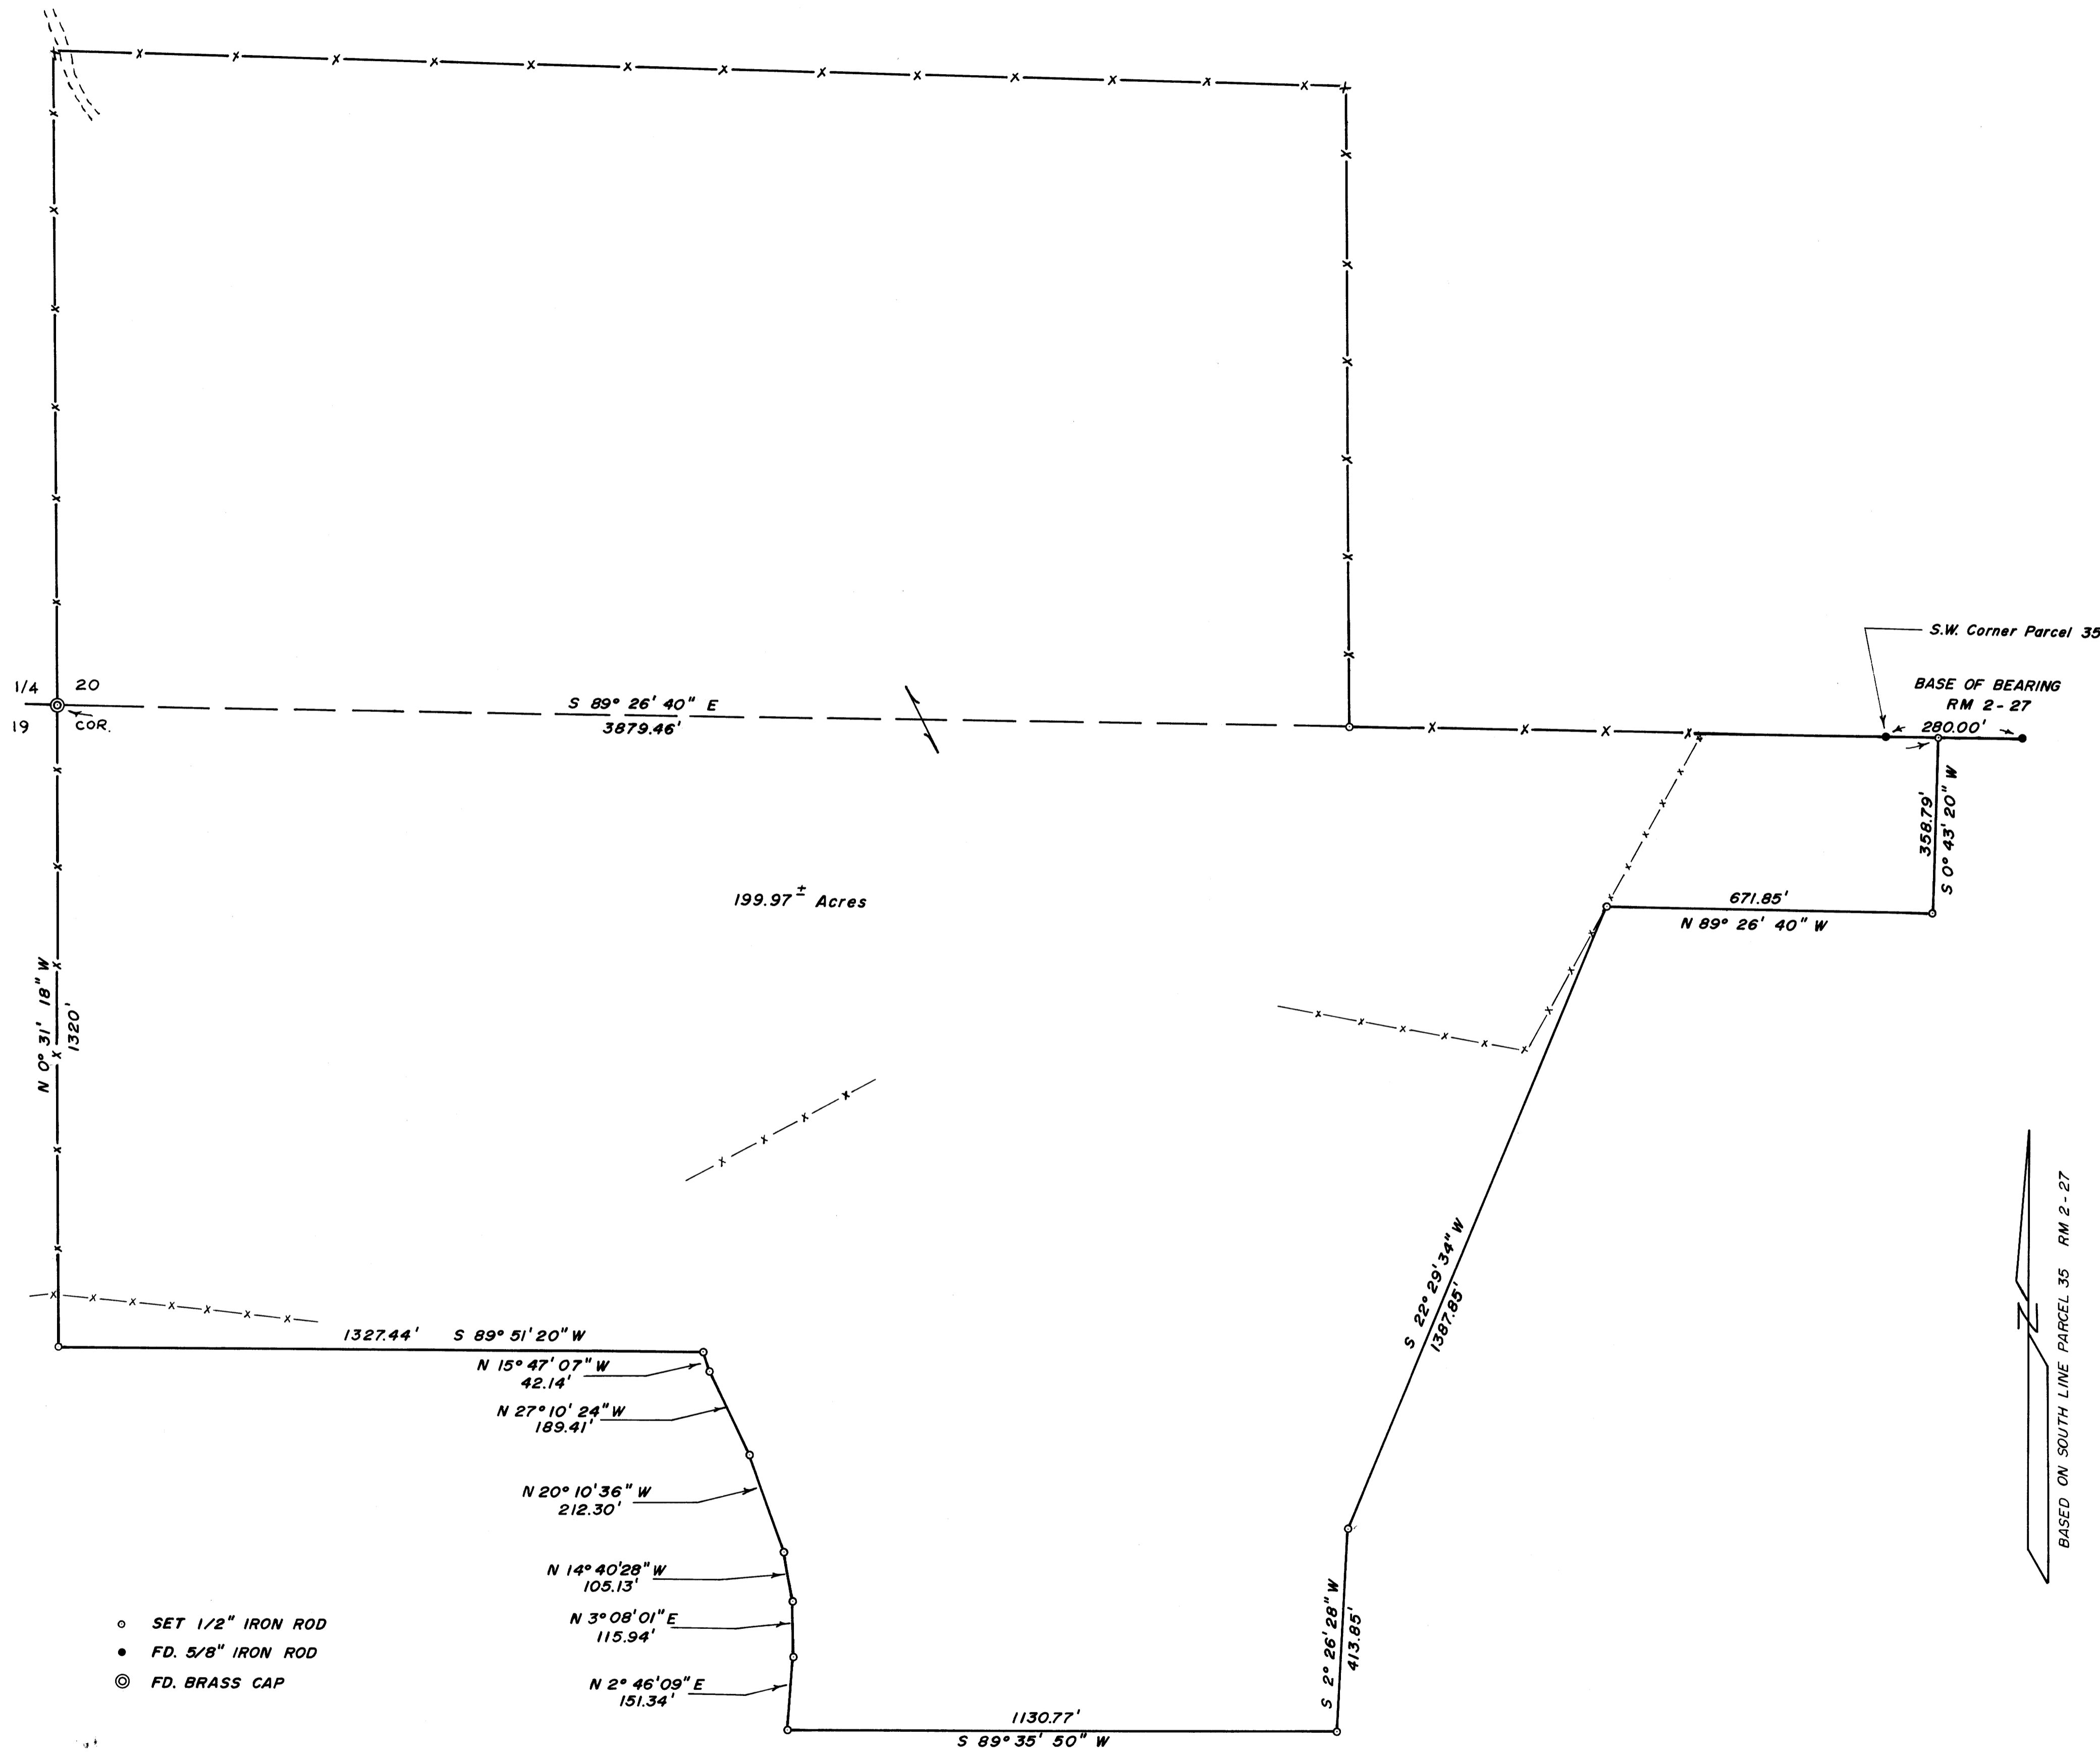 S.W. Corner Parcel 35
BASE OF BEARING
RM 2-27
280.00'
1/4
20
19
COR.
S 89° 26' 40" E
3879.46'
358.79'
S 0° 43' 20" W
199.97 ± Acres
671.85'
N 89° 26' 40" W
N 0° 31' 18" W
1320'
S 22° 29' 34" W
1387.85'
1327.44' S 89° 51' 20" W
N 15° 47' 07" W
42.14'
N 27° 10' 24" W
189.41'
N 20° 10' 36" W
212.30'
N 14° 40' 28" W
105.13'
N 3° 08' 01" E
115.94'
N 2° 46' 09" E
151.34'
S 2° 26' 28" W
413.85'
1130.77'
S 89° 35' 50" W
N
BASED ON SOUTH LINE PARCEL 35 RM 2-27
SET 1/2" IRON ROD
FD. 5/8" IRON ROD
FD. BRASS CAP